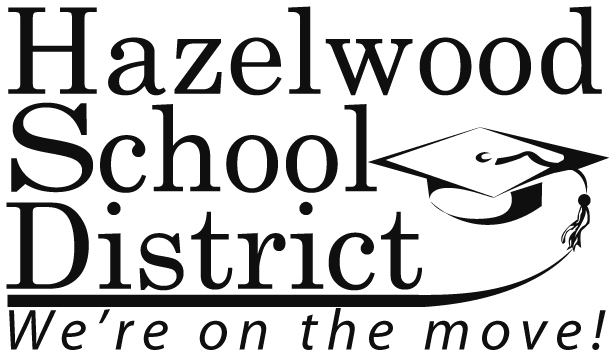 Hazelwood
School
District
We're on the move!